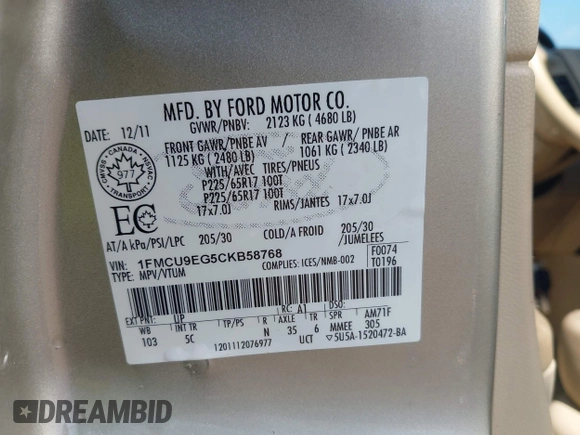 MFD. BY FORD MOTOR CO.
DATE: 12/11 GVWR/PNBV: 2123 KG ( 4680 LB)
FRONT GAWR/PNBE AV / REAR GAWR/ PNBE AR
1125 KG ( 2480 LB) 1061 KG ( 2340 LB)
WITH/AVEC TIRES/PNEUS
P225/65R17 100T
P225/65R17 100T
17x7.0J RIMS/JANTES 17x7.0J
CANADA
NSVAC
977
TRANSPORT
CMVSS
EC
AT/A kPa/PSI/LPC 205/30 COLD/A FROID 205/30
/JUMELEES
VIN: 1FMCU9EG5CKB58768 F0074
TYPE: MPV/VTUM COMPLIES: ICES/NMB-002 T0196
EXT PNT: UP RC: A1 DSO:
WB INT TR TP/PS R AXLE TR SPR AM71F
103 5C N 35 6 MMEE 305
1201112076977 UCT ▽5U5A-1520472-BA
DREAMBID